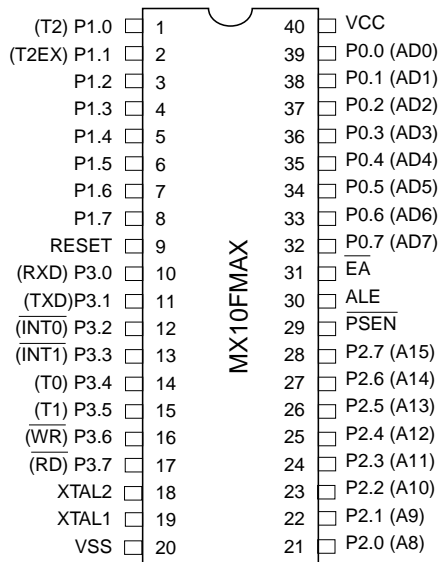 (T2) P1.0 1 40 VCC
(T2EX) P1.1 2 39 P0.0 (AD0)
P1.2 3 38 P0.1 (AD1)
P1.3 4 37 P0.2 (AD2)
P1.4 5 36 P0.3 (AD3)
P1.5 6 35 P0.4 (AD4)
P1.6 7 34 P0.5 (AD5)
P1.7 8 33 P0.6 (AD6)
RESET 9 32 P0.7 (AD7)
(RXD) P3.0 10 31 E̅A̅
(TXD)P3.1 11 30 ALE
(I̅N̅T̅0̅) P3.2 12 29 P̅S̅E̅N̅
(I̅N̅T̅1̅) P3.3 13 28 P2.7 (A15)
(T0) P3.4 14 27 P2.6 (A14)
(T1) P3.5 15 26 P2.5 (A13)
(W̅R̅) P3.6 16 25 P2.4 (A12)
(R̅D̅) P3.7 17 24 P2.3 (A11)
XTAL2 18 23 P2.2 (A10)
XTAL1 19 22 P2.1 (A9)
VSS 20 21 P2.0 (A8)
MX10FMAX